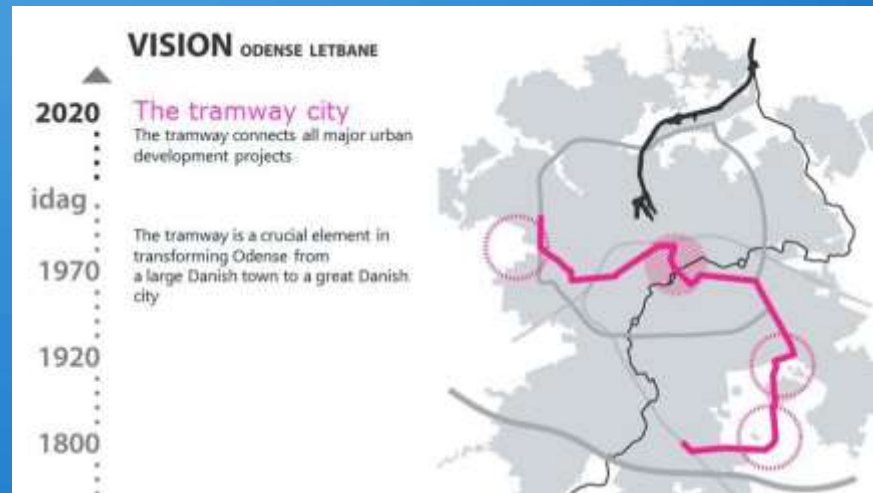 VISION ODENSE LETBANE
2020
The tramway city
The tramway connects all major urban
development projects
idag
The tramway is a crucial element in
transforming Odense from
a large Danish town to a great Danish
city
1970
1920
1800